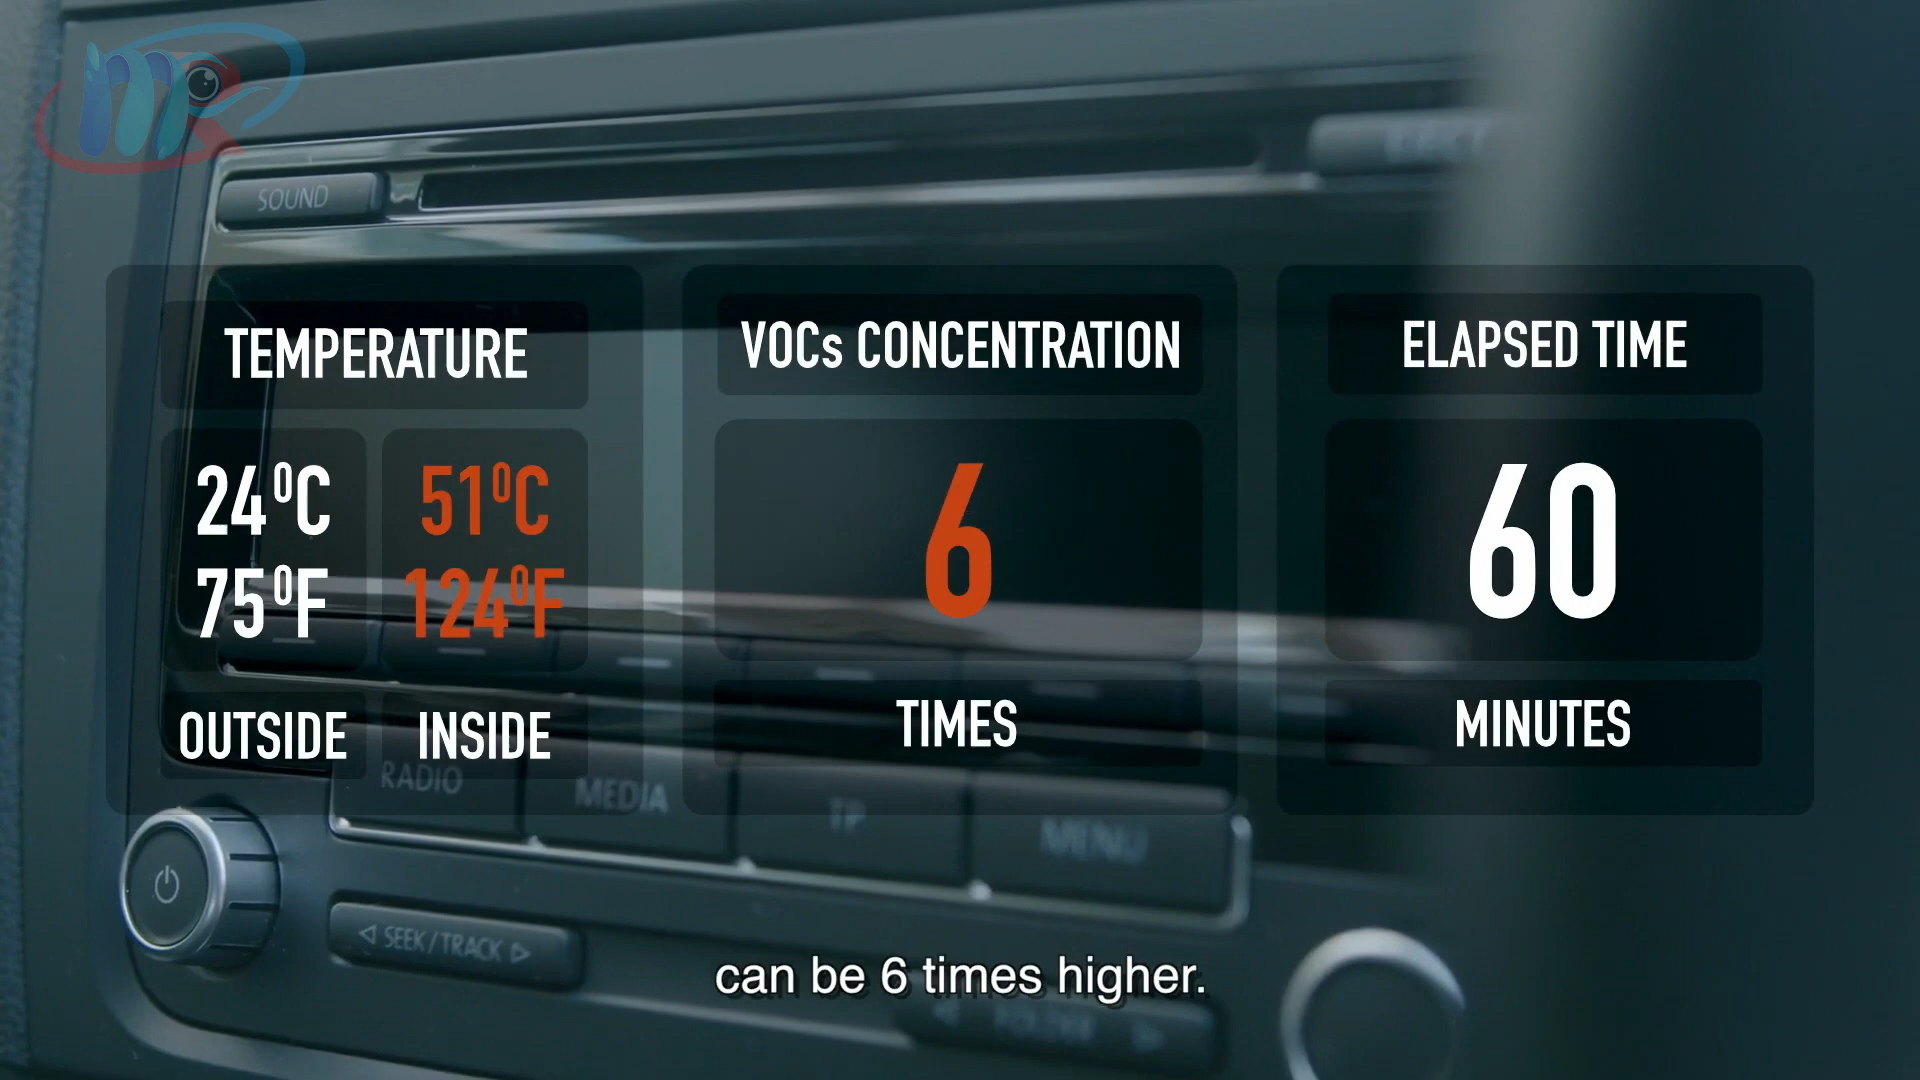 SOUND
TEMPERATURE
VOCs CONCENTRATION
ELAPSED TIME
24°C
51°C
75°F
124°F
6
60
OUTSIDE
INSIDE
TIMES
MINUTES
RADIO
MEDIA
TP
MENU
SEEK/TRACK
can be 6 times higher.